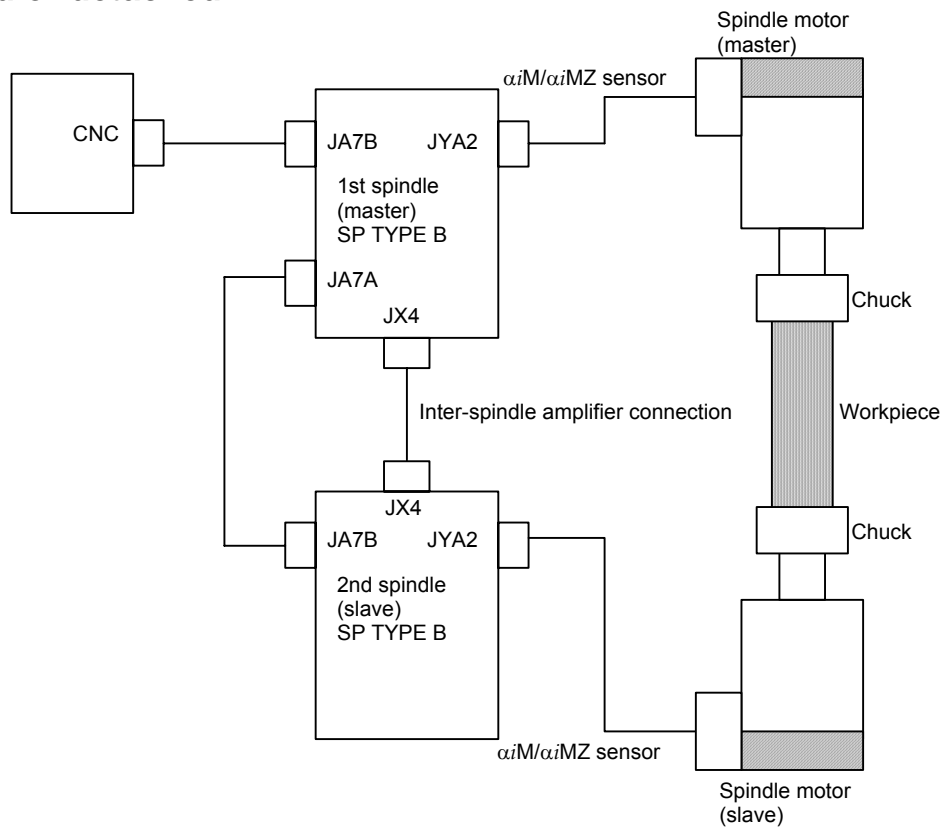 Spindle motor
(master)
αiM/αiMZ sensor
CNC
JA7B
JYA2
1st spindle
(master)
SP TYPE B
JA7A
JX4
Chuck
Inter-spindle amplifier connection
Workpiece
JX4
JA7B
JYA2
Chuck
2nd spindle
(slave)
SP TYPE B
αiM/αiMZ sensor
Spindle motor
(slave)